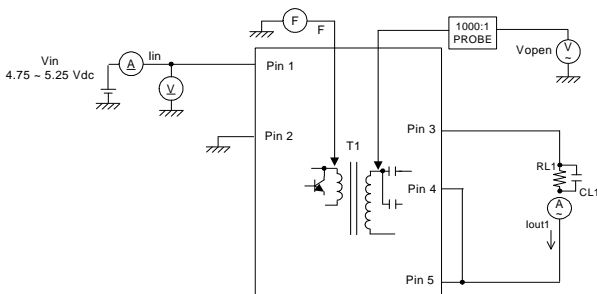 F
F
1000:1
PROBE
Vopen
V
~
Vin
4.75 ~ 5.25 Vdc
A
Iin
V
Pin 1
Pin 2
T1
Pin 3
Pin 4
Pin 5
RL1
CL1
A
~
Iout1